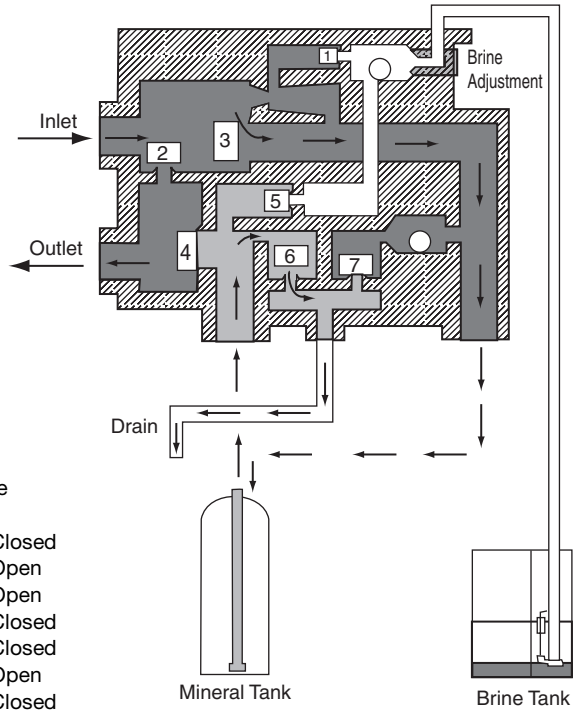 1
Brine
Adjustment
Inlet
2
3
5
Outlet
4
6
7
Drain
e
Closed
Open
Open
Closed
Closed
Open
Closed
Mineral Tank
Brine Tank